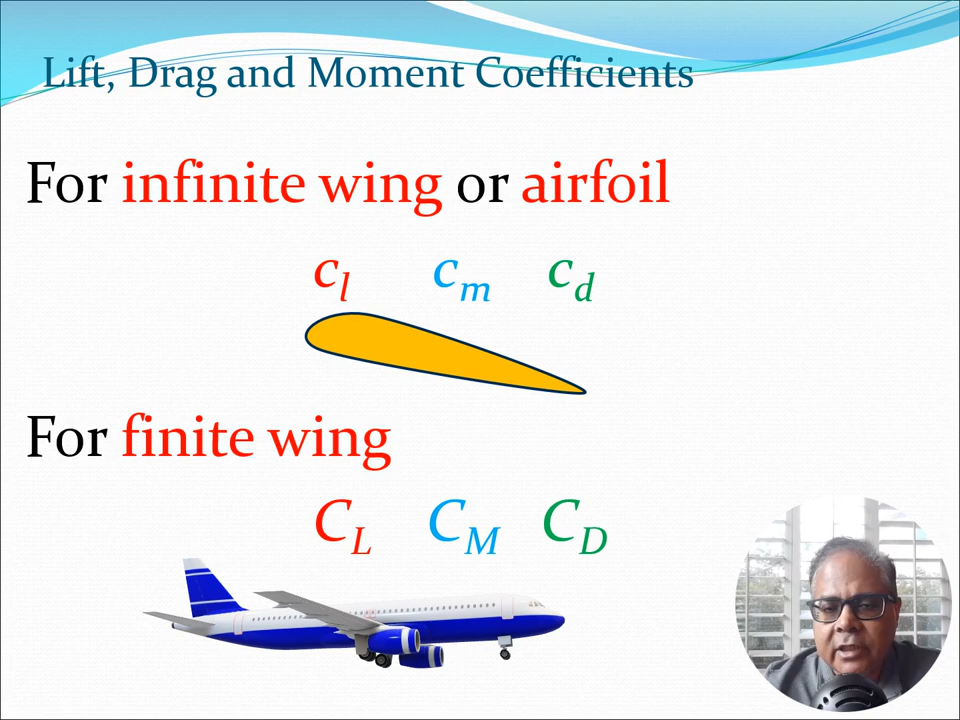 Lift, Drag and Moment Coefficients
For infinite wing or airfoil
c_l c_m c_d
For finite wing
C_L C_M C_D